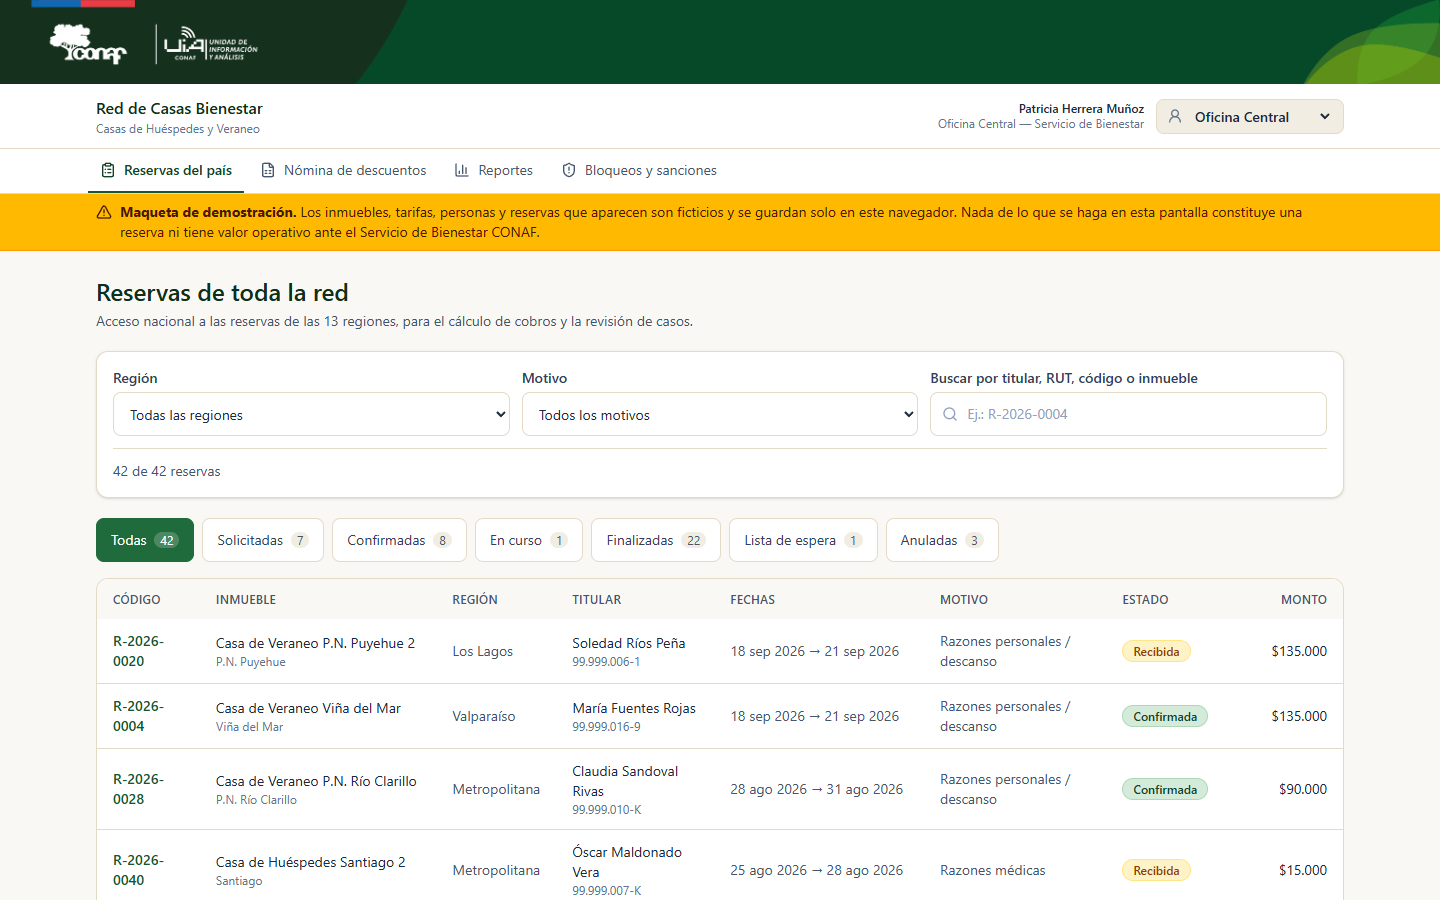 conaf
UIA
CONAF
UNIDAD DE
INFORMACIÓN
Y ANÁLISIS
Red de Casas Bienestar
Casas de Huéspedes y Veraneo
Patricia Herrera Muñoz
Oficina Central — Servicio de Bienestar
Oficina Central
Reservas del país
Nómina de descuentos
Reportes
Bloqueos y sanciones
Maqueta de demostración. Los inmuebles, tarifas, personas y reservas que aparecen son ficticios y se guardan solo en este navegador. Nada de lo que se haga en esta pantalla constituye una
reserva ni tiene valor operativo ante el Servicio de Bienestar CONAF.
Reservas de toda la red
Acceso nacional a las reservas de las 13 regiones, para el cálculo de cobros y la revisión de casos.
Región
Motivo
Buscar por titular, RUT, código o inmueble
Todas las regiones
Todos los motivos
Ej.: R-2026-0004
42 de 42 reservas
Todas 42
Solicitadas 7
Confirmadas 8
En curso 1
Finalizadas 22
Lista de espera 1
Anuladas 3
CÓDIGO INMUEBLE REGIÓN TITULAR FECHAS MOTIVO ESTADO MONTO
R-2026-
0020
Casa de Veraneo P.N. Puyehue 2
P.N. Puyehue
Los Lagos
Soledad Ríos Peña
99.999.006-1
18 sep 2026 → 21 sep 2026
Razones personales /
descanso
Recibida
$135.000
R-2026-
0004
Casa de Veraneo Viña del Mar
Viña del Mar
Valparaíso
María Fuentes Rojas
99.999.016-9
18 sep 2026 → 21 sep 2026
Razones personales /
descanso
Confirmada
$135.000
R-2026-
0028
Casa de Veraneo P.N. Río Clarillo
P.N. Río Clarillo
Metropolitana
Claudia Sandoval
Rivas
99.999.010-K
28 ago 2026 → 31 ago 2026
Razones personales /
descanso
Confirmada
$90.000
R-2026-
0040
Casa de Huéspedes Santiago 2
Santiago
Metropolitana
Óscar Maldonado
Vera
99.999.007-K
25 ago 2026 → 28 ago 2026
Razones médicas
Recibida
$15.000